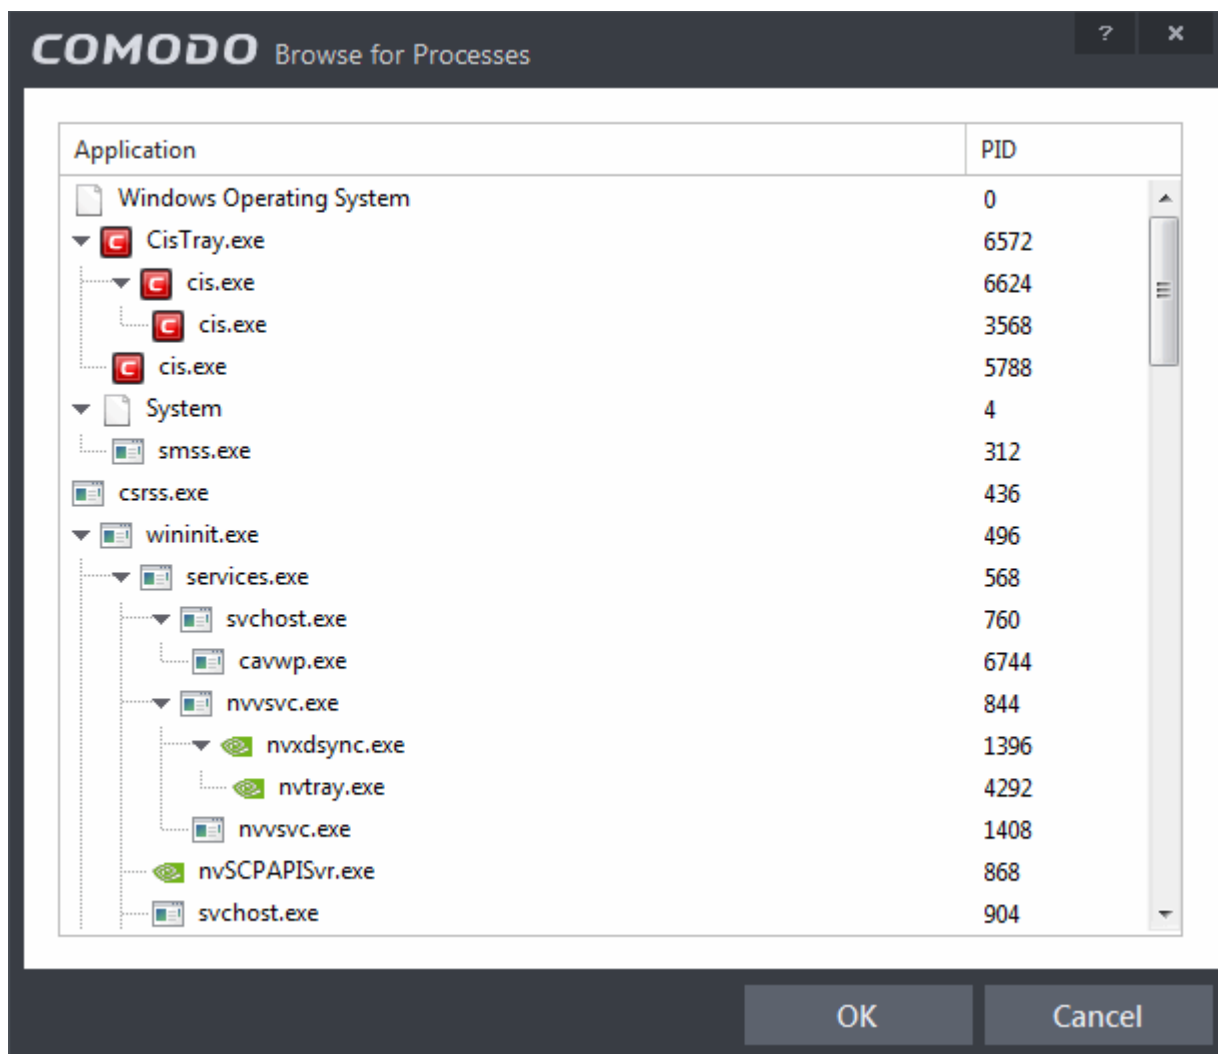 COMODO Browse for Processes ? x
Application PID
Windows Operating System 0
CisTray.exe 6572
cis.exe 6624
cis.exe 3568
cis.exe 5788
System 4
smss.exe 312
csrss.exe 436
wininit.exe 496
services.exe 568
svchost.exe 760
cavwp.exe 6744
nvvsvc.exe 844
nvxdsync.exe 1396
nvtray.exe 4292
nvvsvc.exe 1408
nvSCPAPISvr.exe 868
svchost.exe 904
OK Cancel